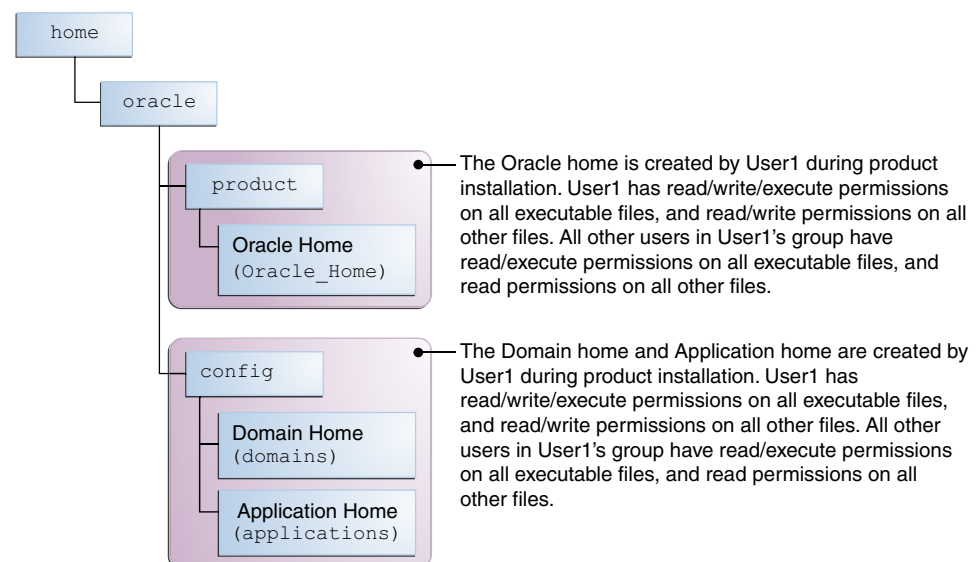 home
oracle
product
Oracle Home
(Oracle_Home)
The Oracle home is created by User1 during product
installation. User1 has read/write/execute permissions
on all executable files, and read/write permissions on all
other files. All other users in User1's group have
read/execute permissions on all executable files, and
read permissions on all other files.
config
Domain Home
(domains)
Application Home
(applications)
The Domain home and Application home are created by
User1 during product installation. User1 has
read/write/execute permissions on all executable files,
and read/write permissions on all other files. All other
users in User1's group have read/execute permissions
on all executable files, and read permissions on all
other files.